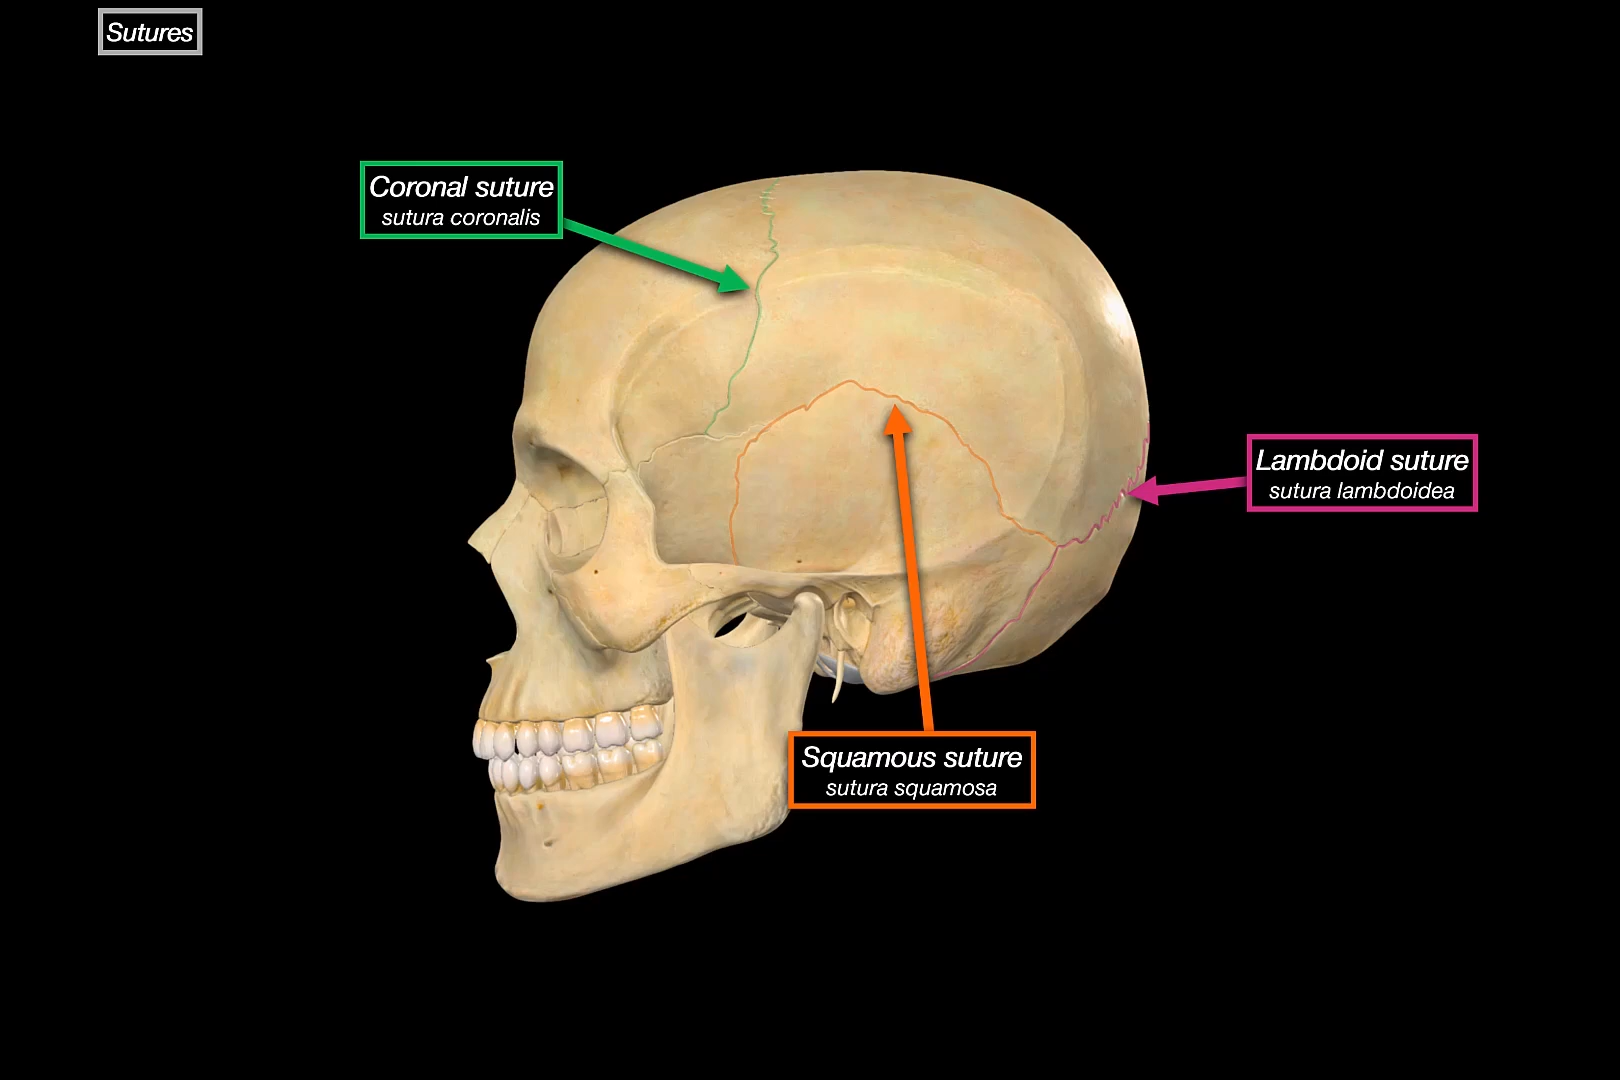 Sutures
Coronal suture
sutura coronalis
Lambdoid suture
sutura lambdoidea
Squamous suture
sutura squamosa